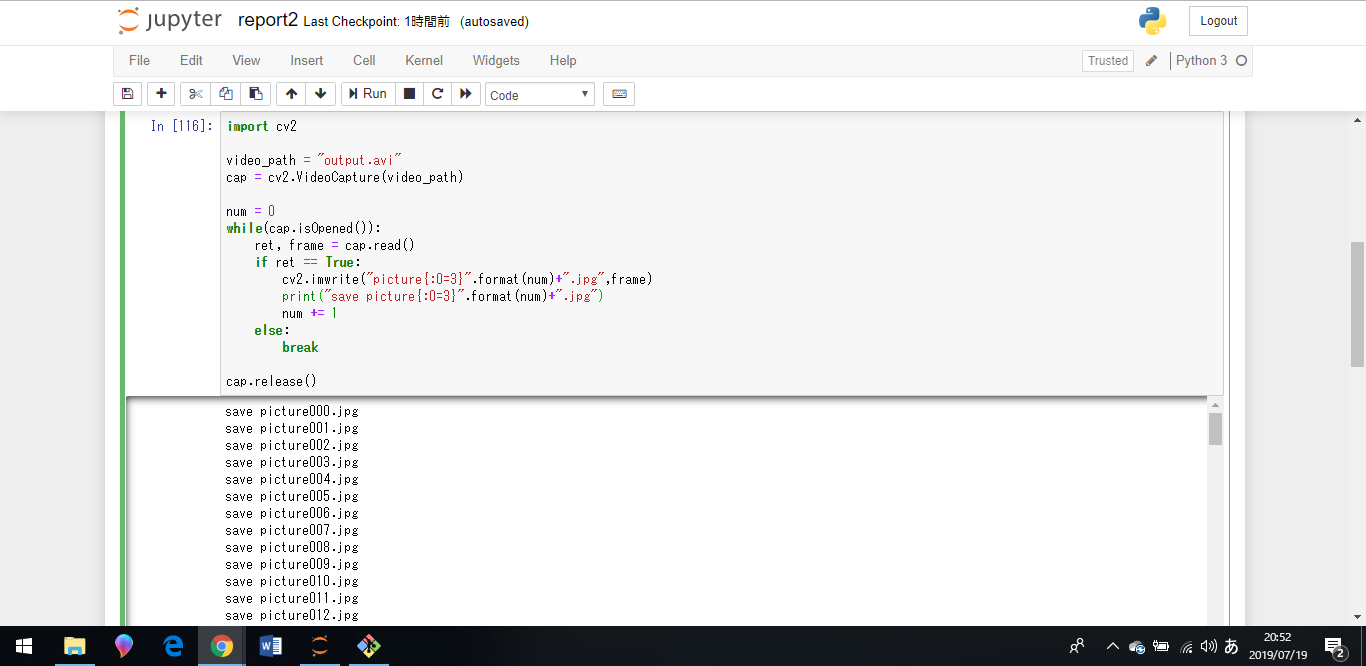 jupyter report2 Last Checkpoint: 1時間前 (autosaved)
Logout
File Edit View Insert Cell Kernel Widgets Help
Trusted Python 3
Run Code
In [116]:
import cv2
video_path = "output.avi"
cap = cv2.VideoCapture(video_path)
num = 0
while(cap.isOpened()):
    ret, frame = cap.read()
    if ret == True:
        cv2.imwrite("picture{:0=3}".format(num)+".jpg",frame)
        print("save picture{:0=3}".format(num)+".jpg")
        num += 1
    else:
        break
cap.release()
save picture000.jpg
save picture001.jpg
save picture002.jpg
save picture003.jpg
save picture004.jpg
save picture005.jpg
save picture006.jpg
save picture007.jpg
save picture008.jpg
save picture009.jpg
save picture010.jpg
save picture011.jpg
save picture012.jpg
あ
20:52
2019/07/19
2